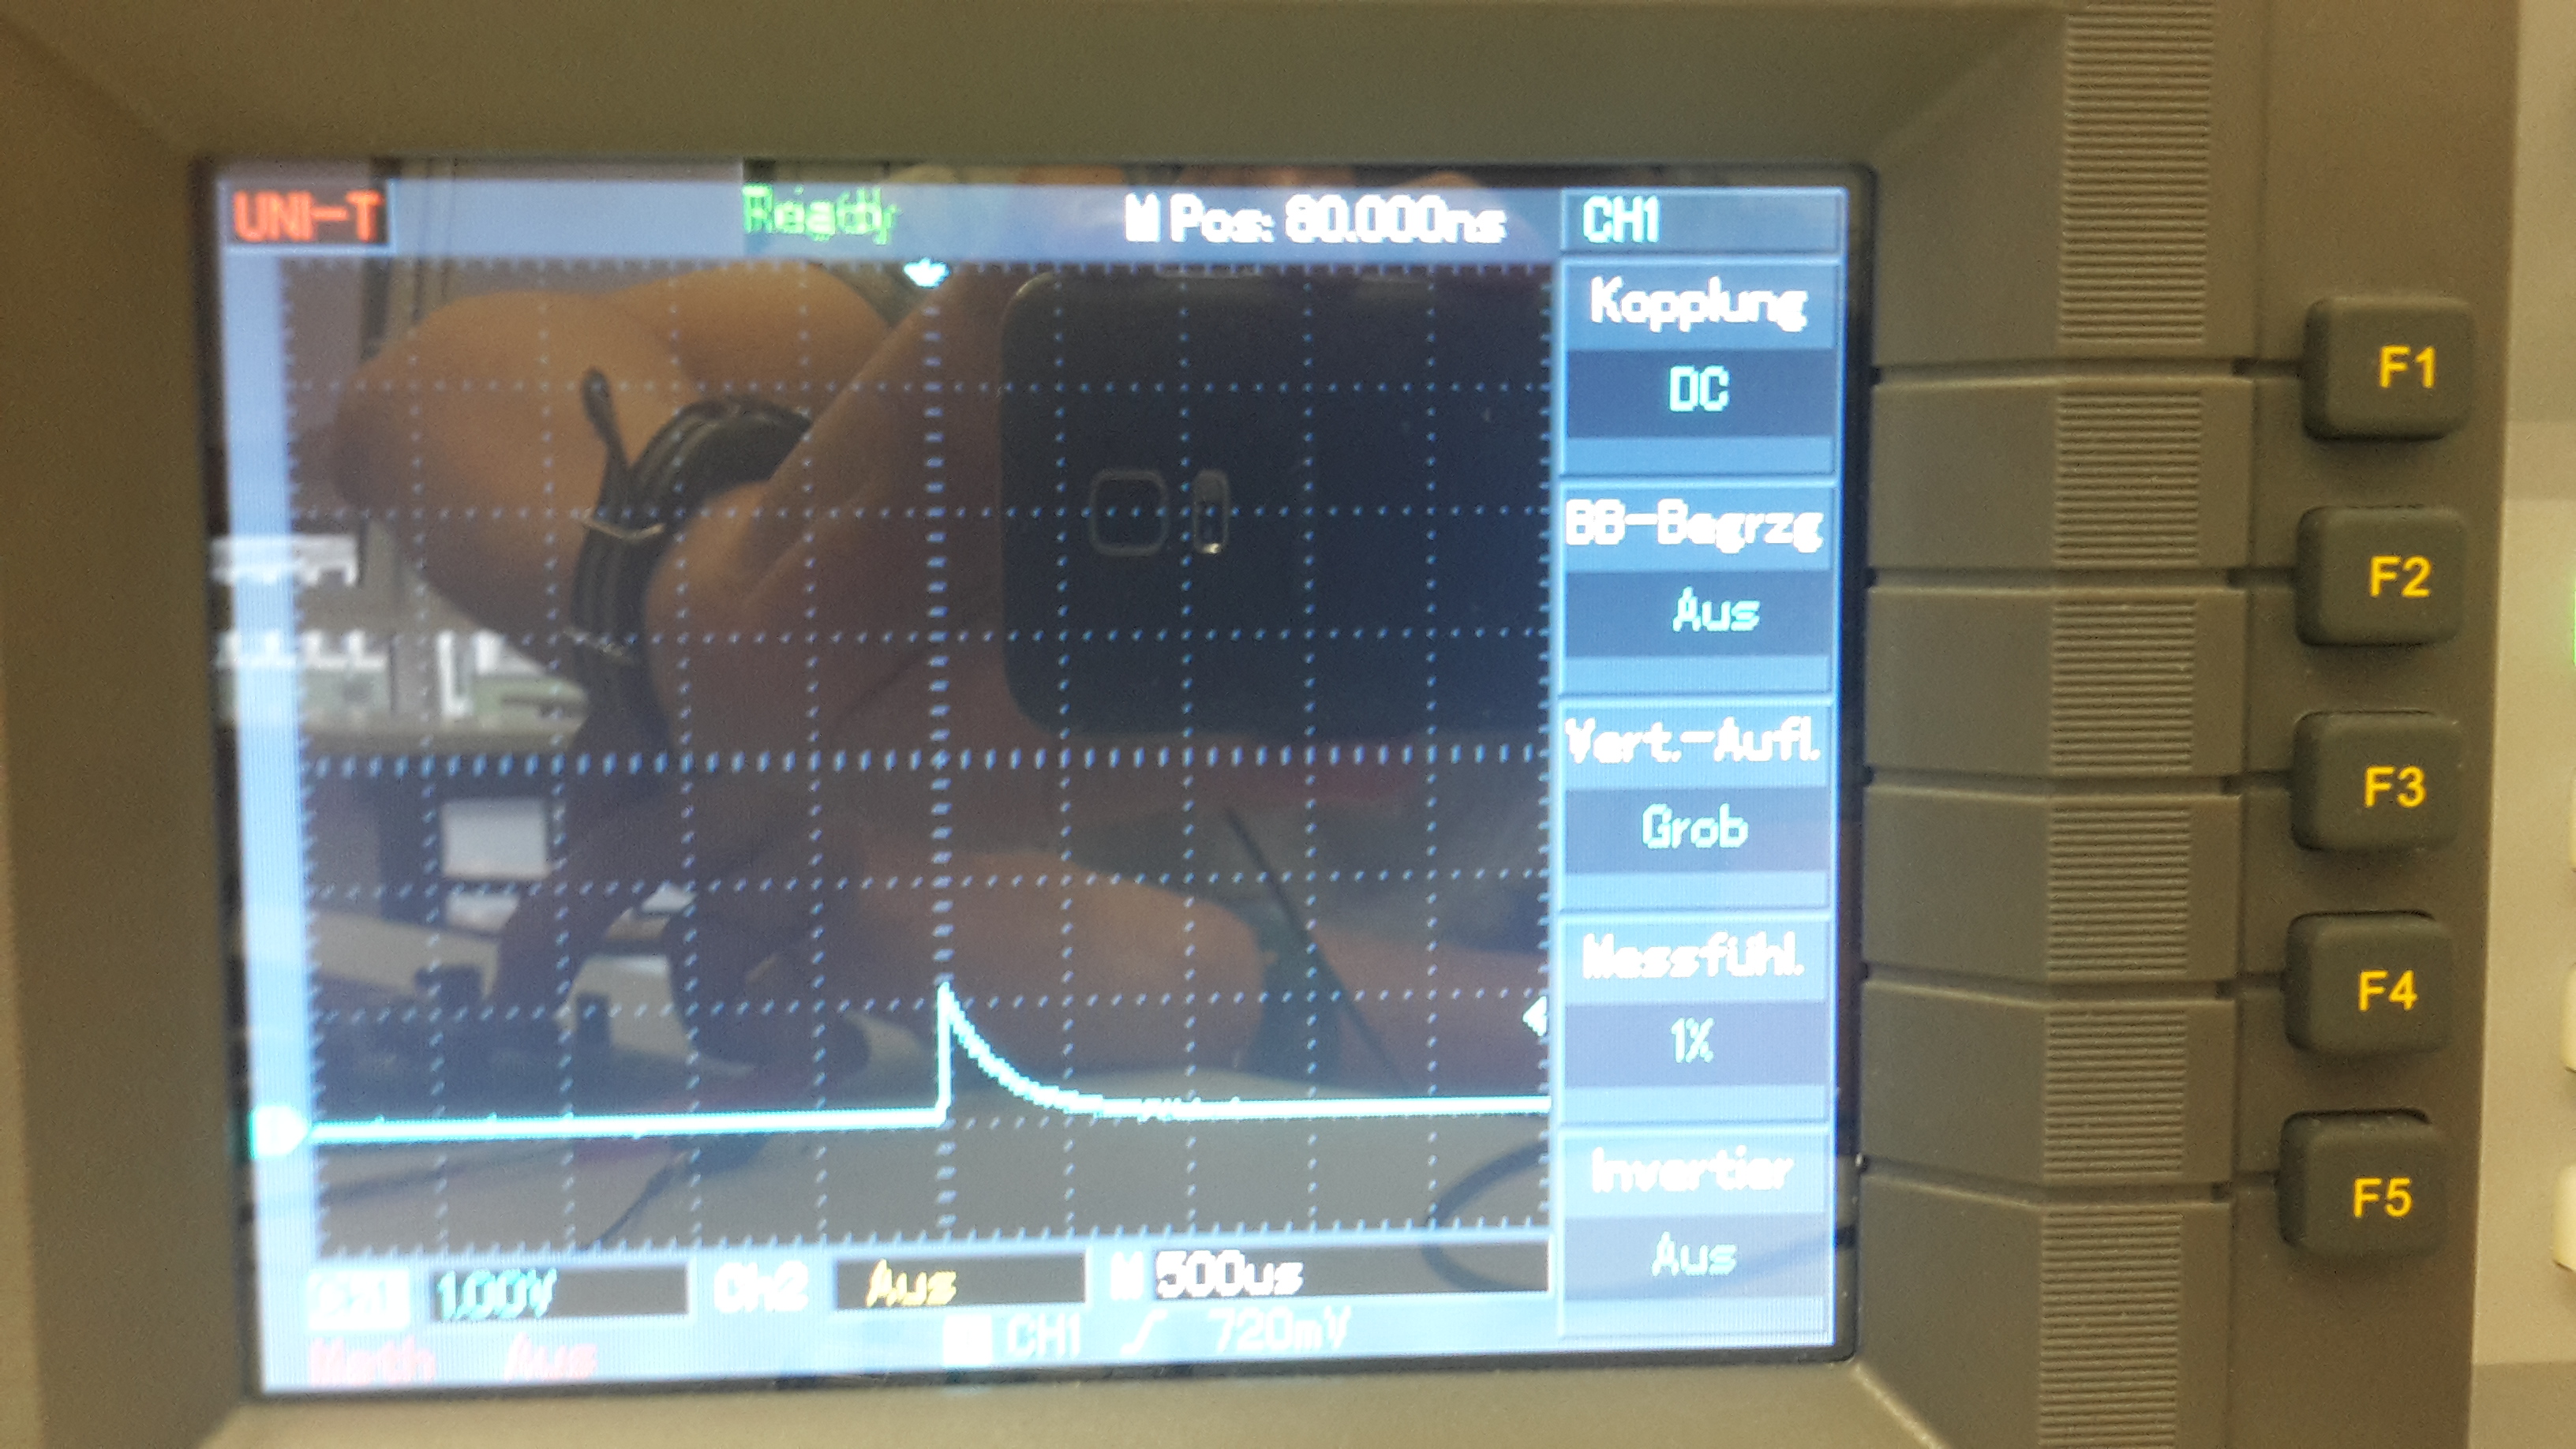 UNI-T Ready M Pos: 80.000ns CH1
Kopplung
DC
F1
BB-Begrzg
Aus
F2
Vert.-Aufl.
Grob
F3
Messfühl.
1X
F4
Invertier
Aus
F5
1.00V Ch2 Aus M 500us
CH1 720mV
Math Aus